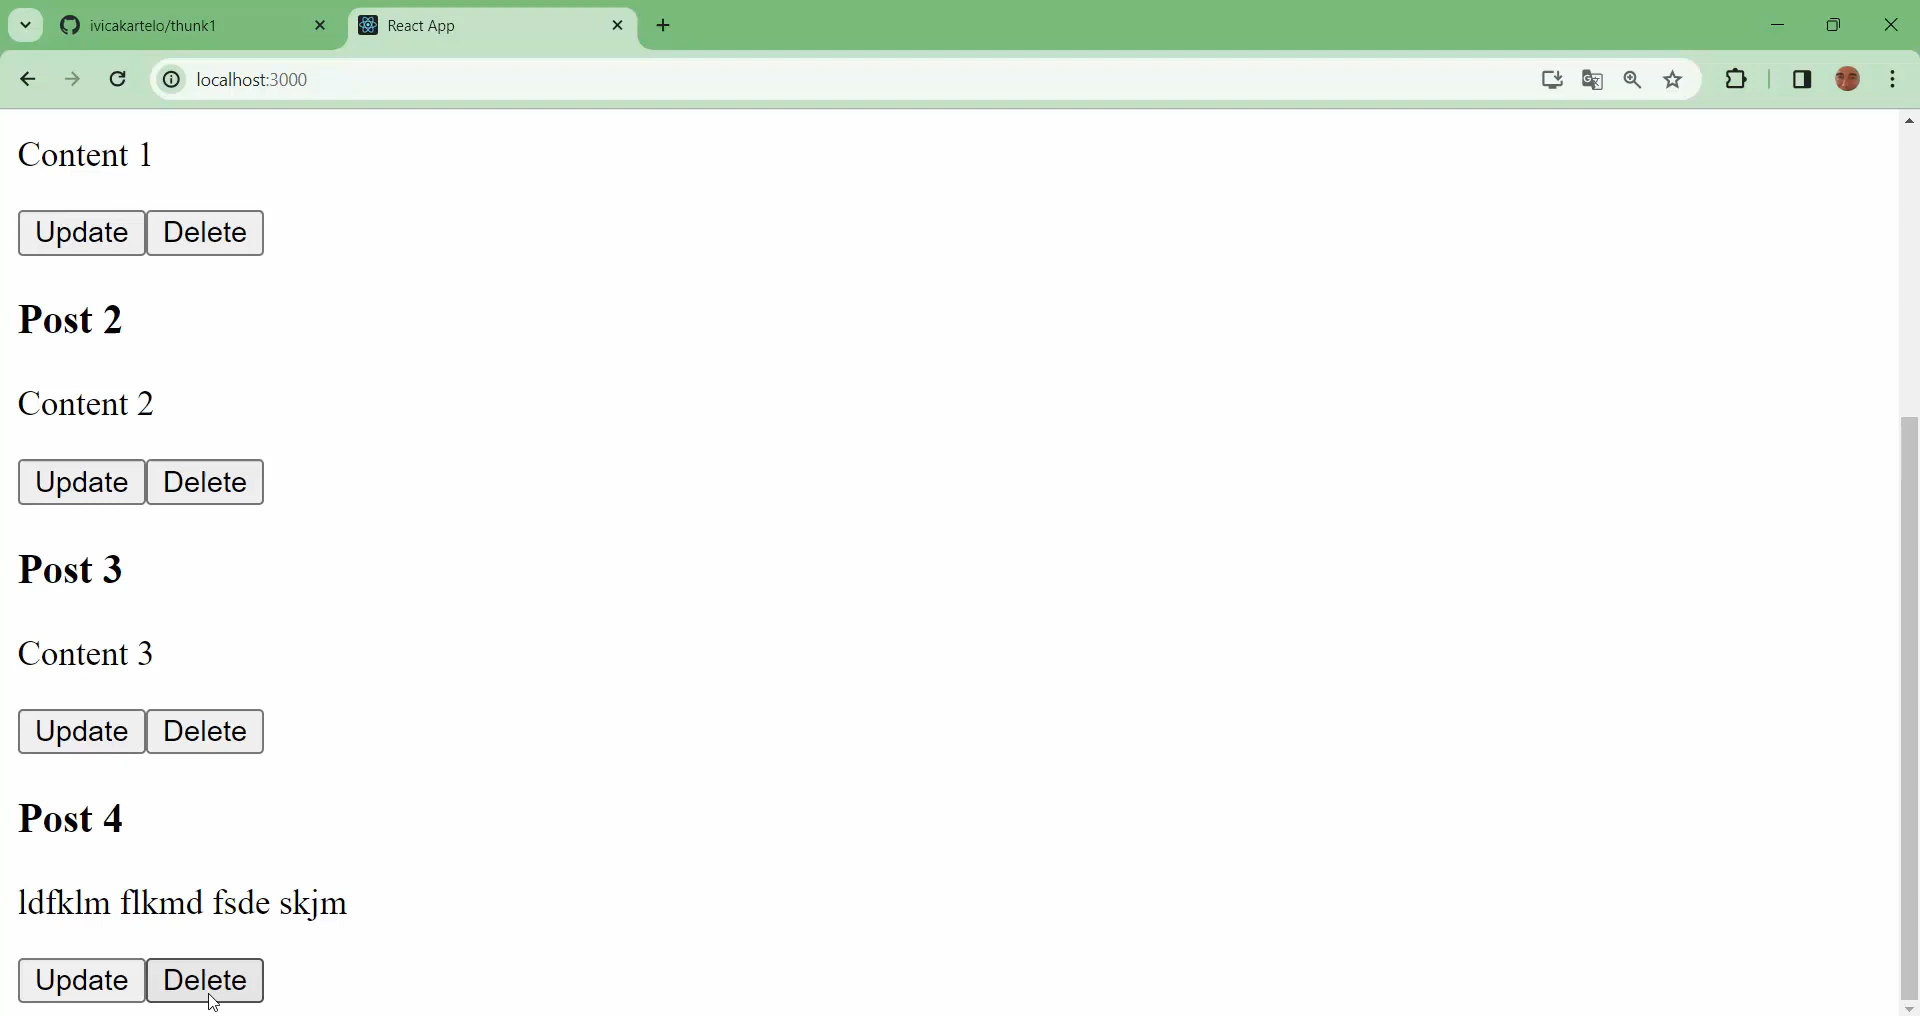 ivicakartelo/thunk1
React App
localhost:3000
Content 1
Update Delete
Post 2
Content 2
Update Delete
Post 3
Content 3
Update Delete
Post 4
ldfklm flkmd fsde skjm
Update Delete